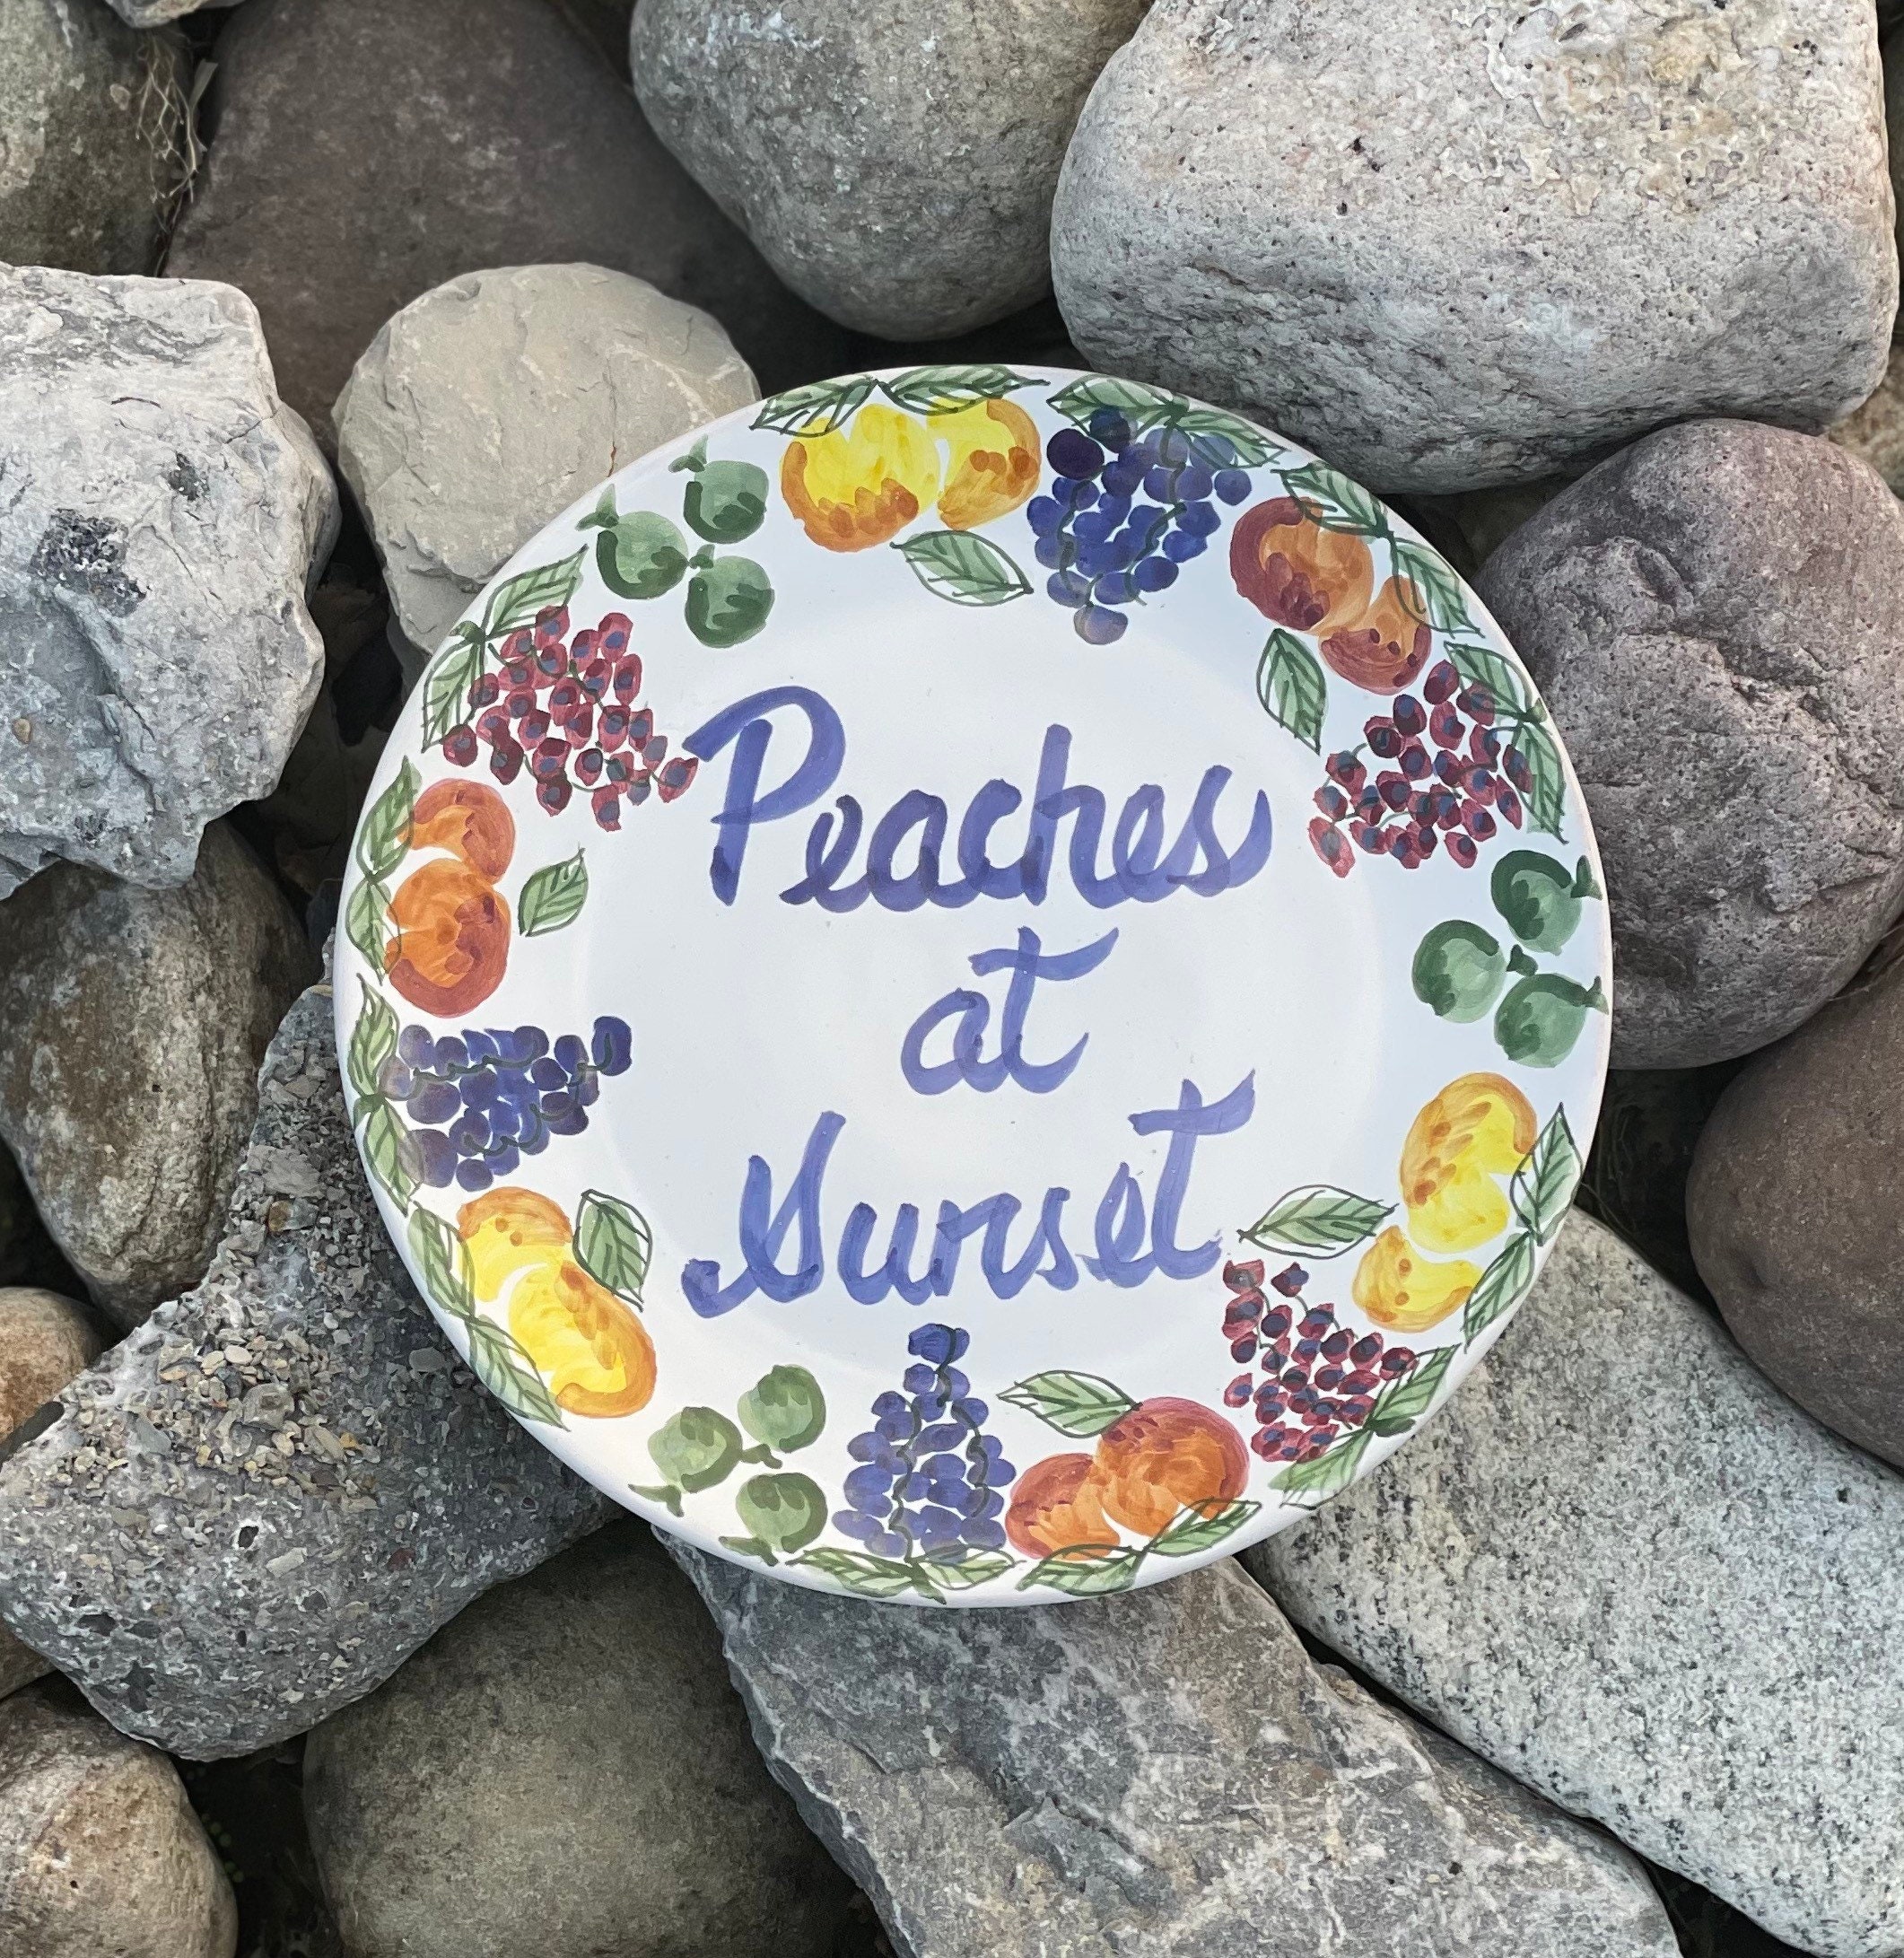 Peaches
at
Sunset